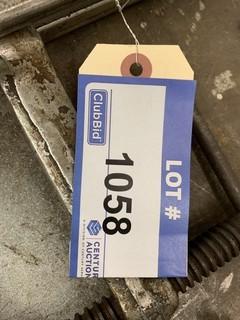 LOT #
1058
ClubBid
CENTURY
AUCTION